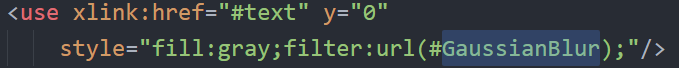 <use xlink:href="#text" y="0"
style="fill:gray;filter:url(#GaussianBlur);"/>